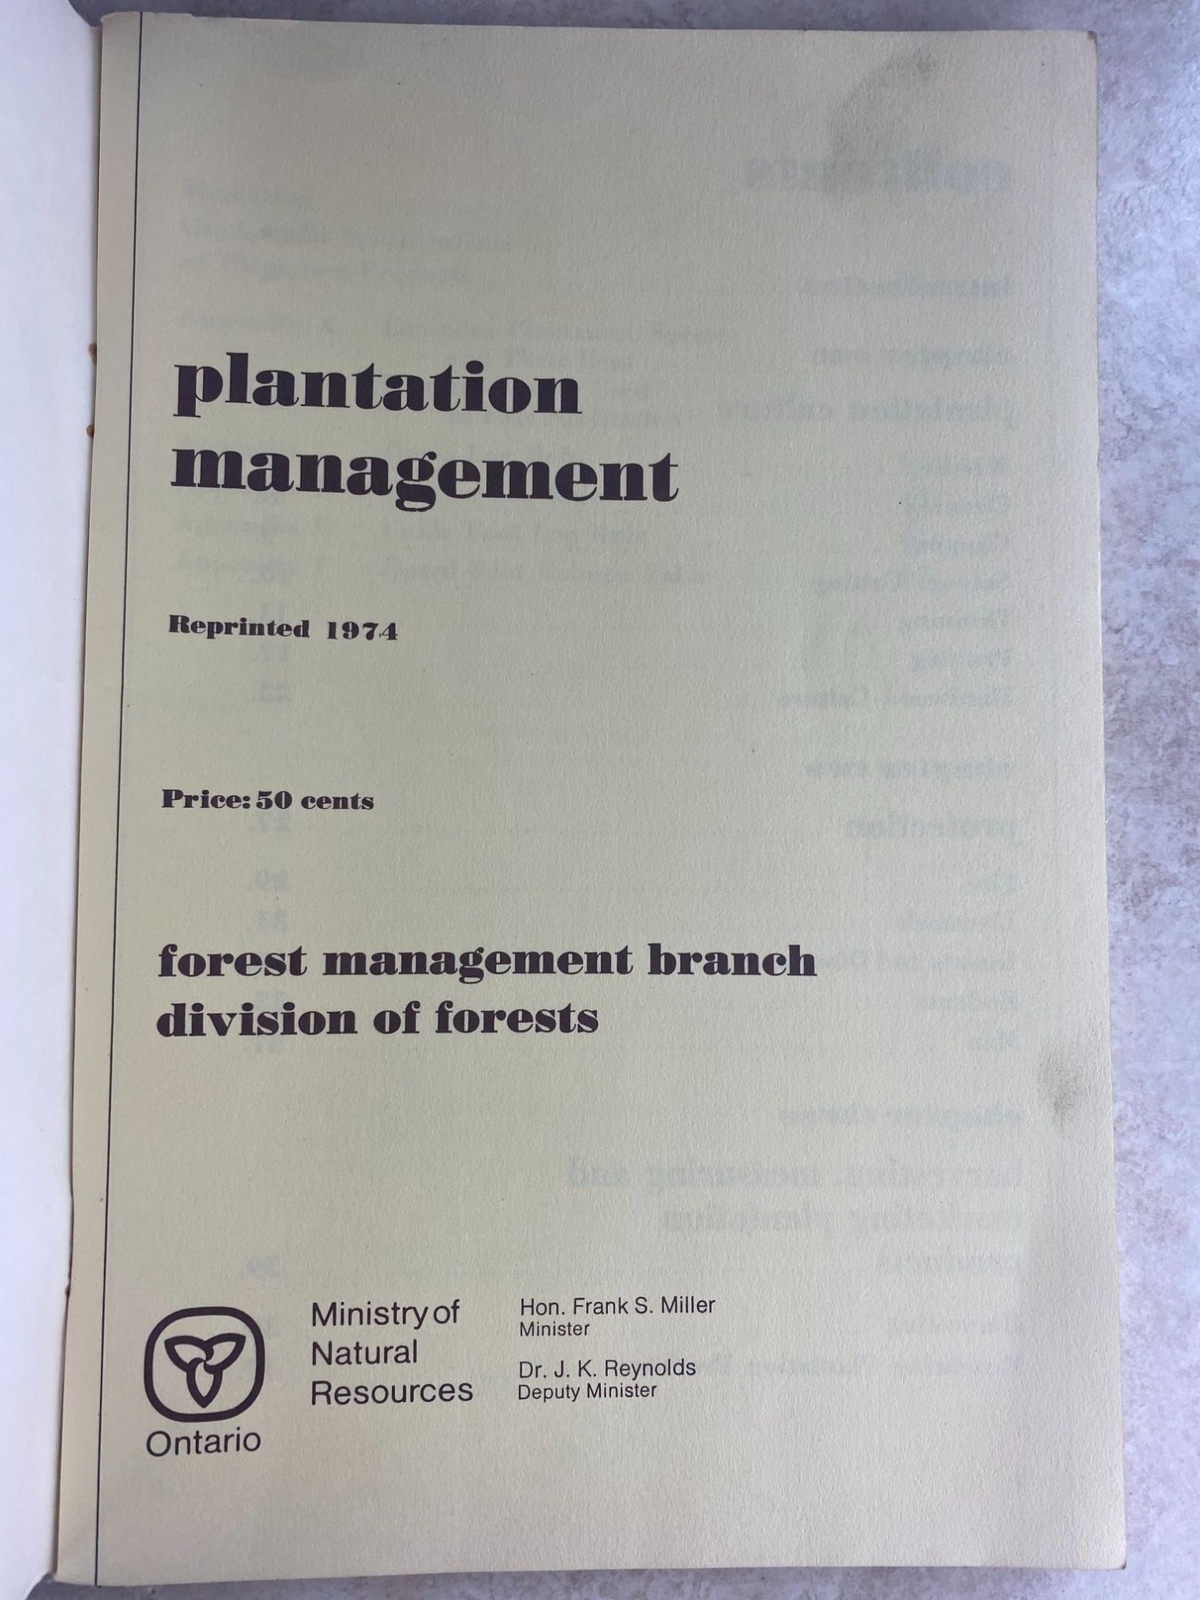 plantation
management
Reprinted 1974
Price: 50 cents
forest management branch
division of forests
Ministry of
Natural
Resources
Ontario
Hon. Frank S. Miller
Minister
Dr. J. K. Reynolds
Deputy Minister